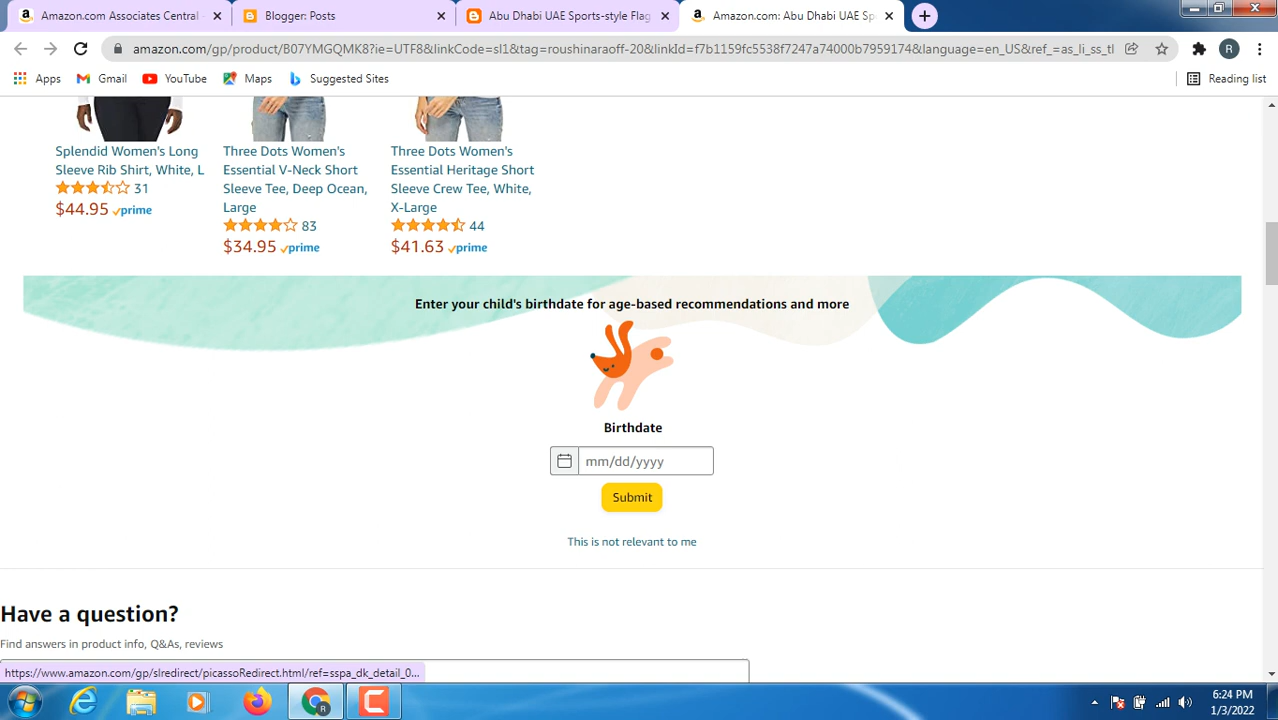 Amazon.com Associates Central -
Blogger: Posts
Abu Dhabi UAE Sports-style Flag
Amazon.com: Abu Dhabi UAE Sp
amazon.com/gp/product/B07YMGQMK8?ie=UTF8&linkCode=sl1&tag=roushinaraoff-20&linkId=f7b1159fc5538f7247a74000b7959174&language=en_US&ref_=as_li_ss_tl
R
Apps
Gmail
YouTube
Maps
Suggested Sites
Reading list
Splendid Women's Long
Sleeve Rib Shirt, White, L
31
$44.95 prime
Three Dots Women's
Essential V-Neck Short
Sleeve Tee, Deep Ocean,
Large
83
$34.95 prime
Three Dots Women's
Essential Heritage Short
Sleeve Crew Tee, White,
X-Large
44
$41.63 prime
Enter your child's birthdate for age-based recommendations and more
Birthdate
mm/dd/yyyy
Submit
This is not relevant to me
Have a question?
Find answers in product info, Q&As, reviews
https://www.amazon.com/gp/slredirect/picassoRedirect.html/ref=sspa_dk_detail_0...
R
6:24 PM
1/3/2022